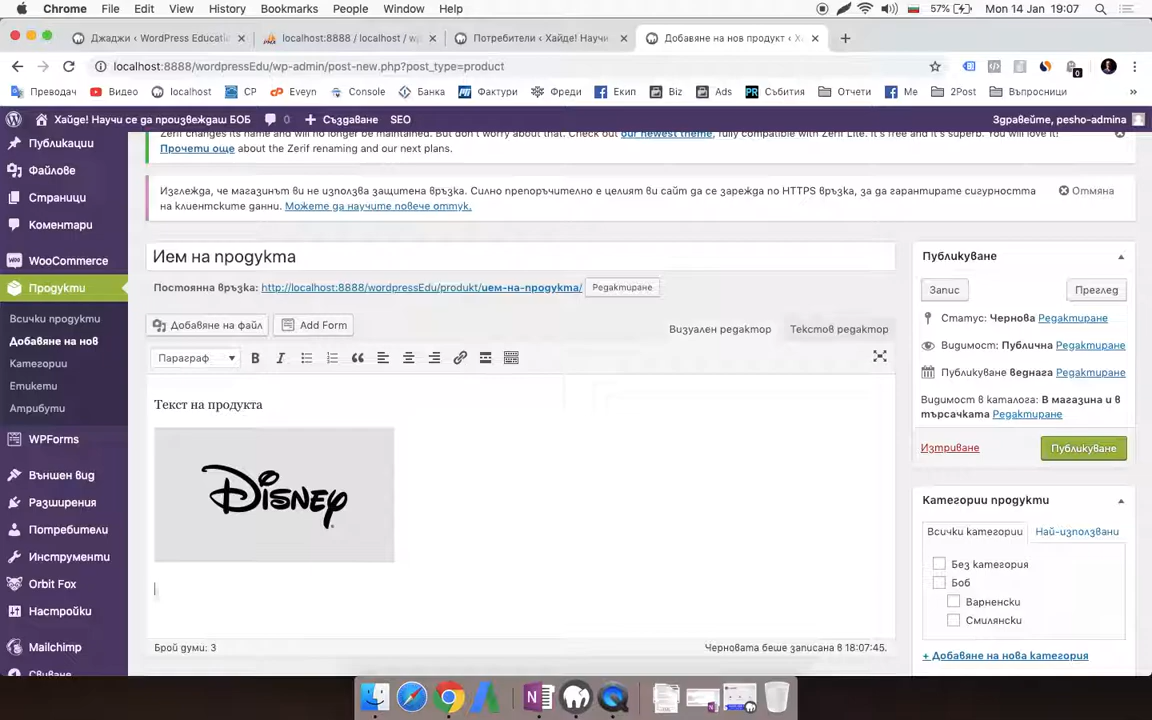 Chrome File Edit View History Bookmarks People Window Help 57% Mon 14 Jan 19:07
Джаджи ‹ WordPress Educatio
localhost:8888 / localhost / wp
Потребители ‹ Хайде! Научи
Добавяне на нов продукт ‹ Х
localhost:8888/wordpressEdu/wp-admin/post-new.php?post_type=product
Преводач Видео localhost CP Eveyn Console Банка Фактури Фреди Екип Biz Ads Събития Отчети Me 2Post Въпросници »
Хайде! Научи се да произвеждаш БОБ 0 + Създаване SEO Здравейте, pesho-admina
Zerif changes its name and will no longer be maintained. But don't worry about that. Check out our newest theme, fully compatible with Zerif Lite. It's free and it's superb. You will love it!
Прочети още about the Zerif renaming and our next plans.
Изглежда, че магазинът ви не използва защитена връзка. Силно препоръчително е целият ви сайт да се зарежда по HTTPS връзка, за да гарантирате сигурността
на клиентските данни. Можете да научите повече оттук.
Отмяна
Публикации
Файлове
Страници
Коментари
WooCommerce
Продукти
Всички продукти
Добавяне на нов
Категории
Етикети
Атрибути
WPForms
Външен вид
Разширения
Потребители
Инструменти
Orbit Fox
Настройки
Mailchimp
Свиване
Ием на продукта
Постоянна връзка: http://localhost:8888/wordpressEdu/produkt/ием-на-продукта/ Редактиране
Добавяне на файл Add Form
Визуален редактор Текстов редактор
Параграф B I
Текст на продукта
Disney
Брой думи: 3
Черновата беше записана в 18:07:45.
Публикуване
Запис Преглед
Статус: Чернова Редактиране
Видимост: Публична Редактиране
Публикуване веднага Редактиране
Видимост в каталога: В магазина и в
търсачката Редактиране
Изтриване Публикуване
Категории продукти
Всички категории Най-използвани
Без категория
Боб
Варненски
Смилянски
+ Добавяне на нова категория